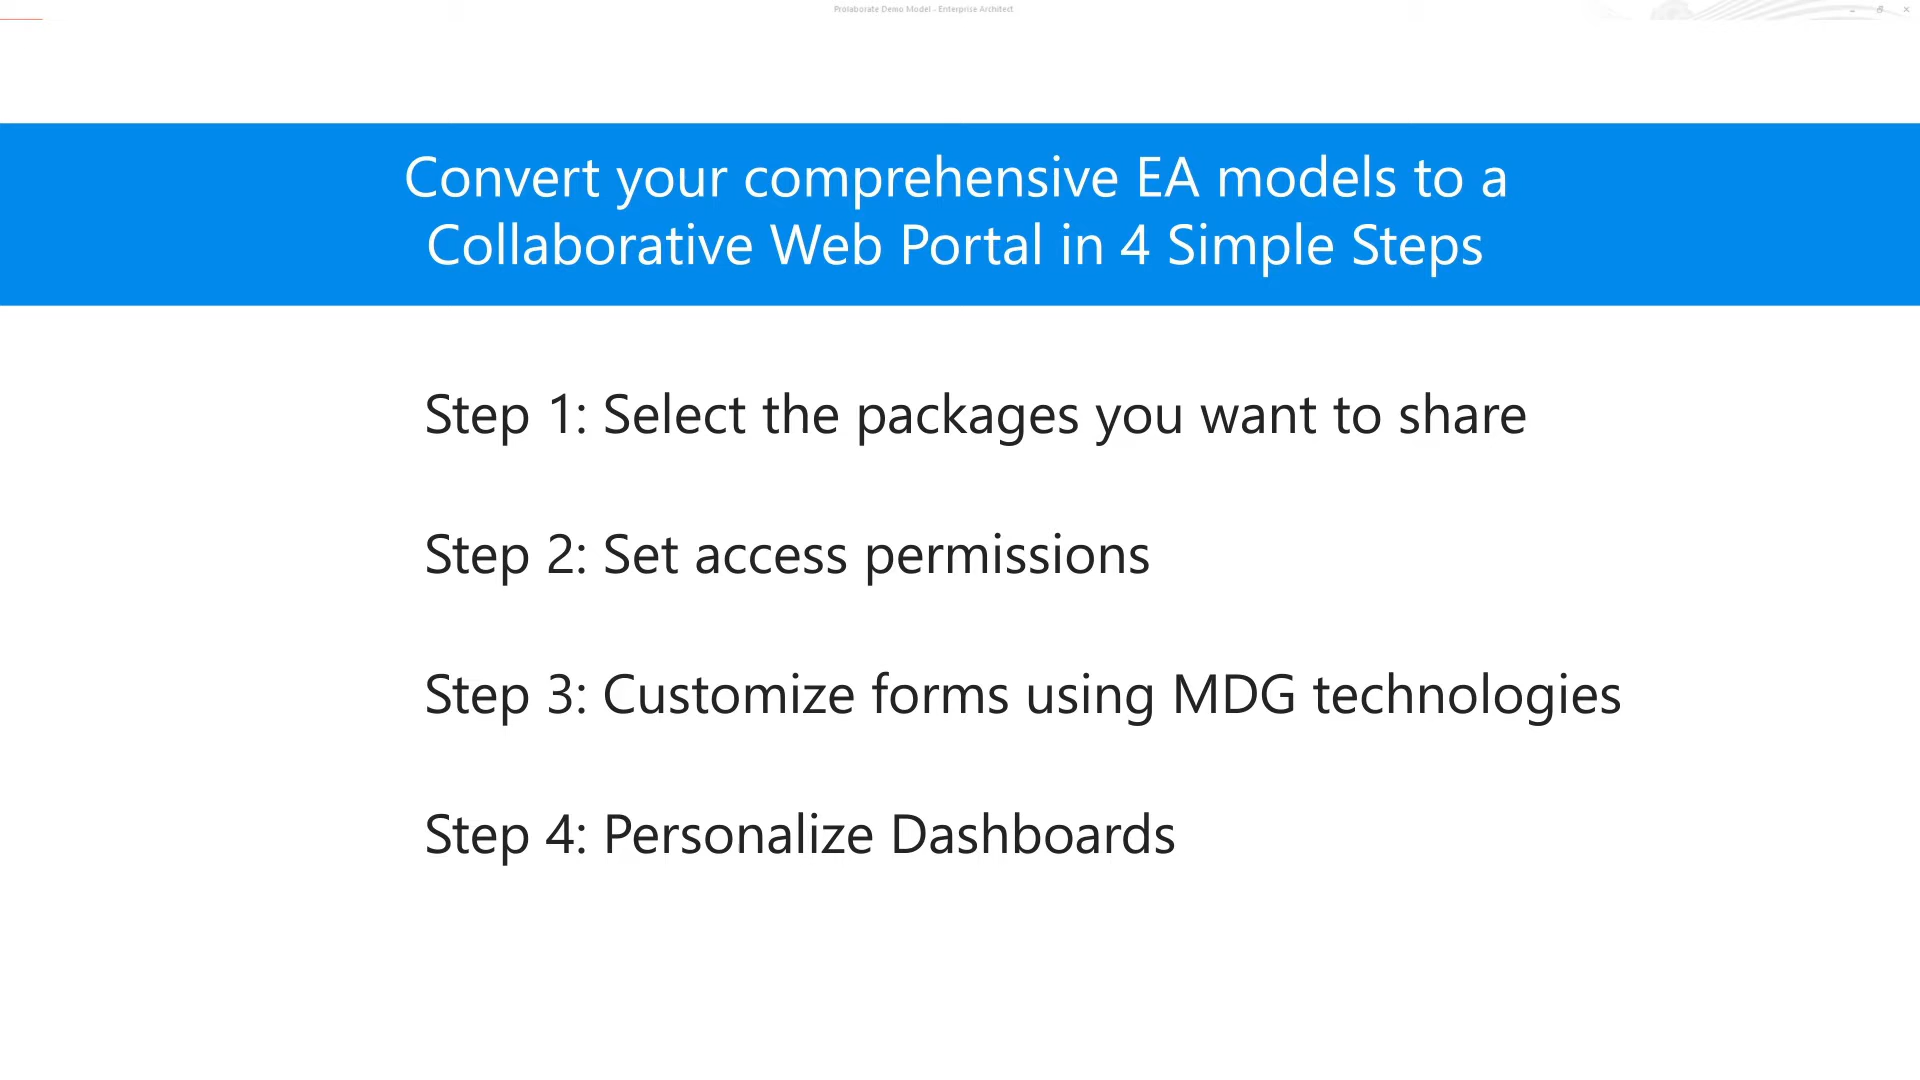 Prolaborate Demo Model - Enterprise Architect
Convert your comprehensive EA models to a
Collaborative Web Portal in 4 Simple Steps
Step 1: Select the packages you want to share
Step 2: Set access permissions
Step 3: Customize forms using MDG technologies
Step 4: Personalize Dashboards